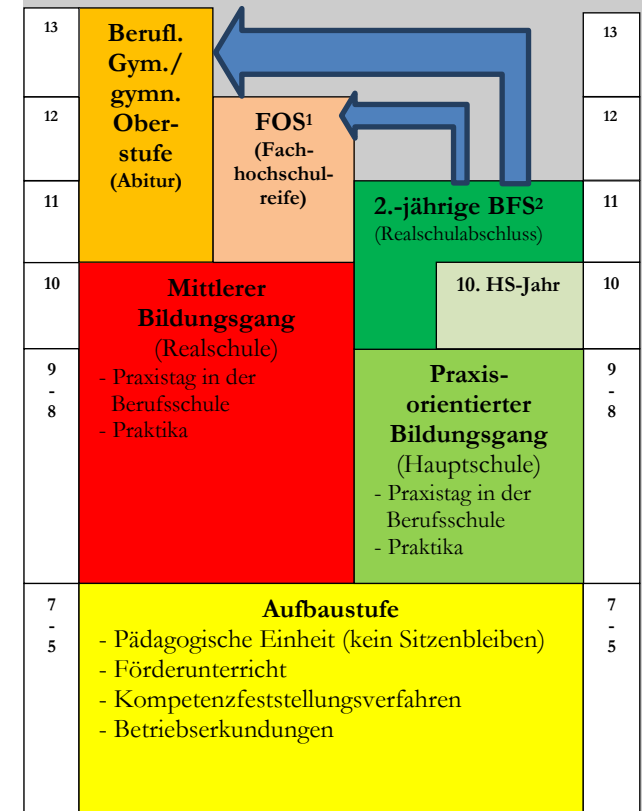 13
Berufl.
Gym./
gymn.
Ober-
stufe
(Abitur)
13
12
FOS¹
(Fach-
hochschul-
reife)
12
11
2.-jährige BFS²
(Realschulabschluss)
11
10
Mittlerer
Bildungsgang
(Realschule)
- Praxistag in der
Berufsschule
- Praktika
10. HS-Jahr
10
9
-
8
Praxis-
orientierter
Bildungsgang
(Hauptschule)
- Praxistag in der
Berufsschule
- Praktika
9
-
8
7
-
5
Aufbaustufe
- Pädagogische Einheit (kein Sitzenbleiben)
- Förderunterricht
- Kompetenzfeststellungsverfahren
- Betriebserkundungen
7
-
5